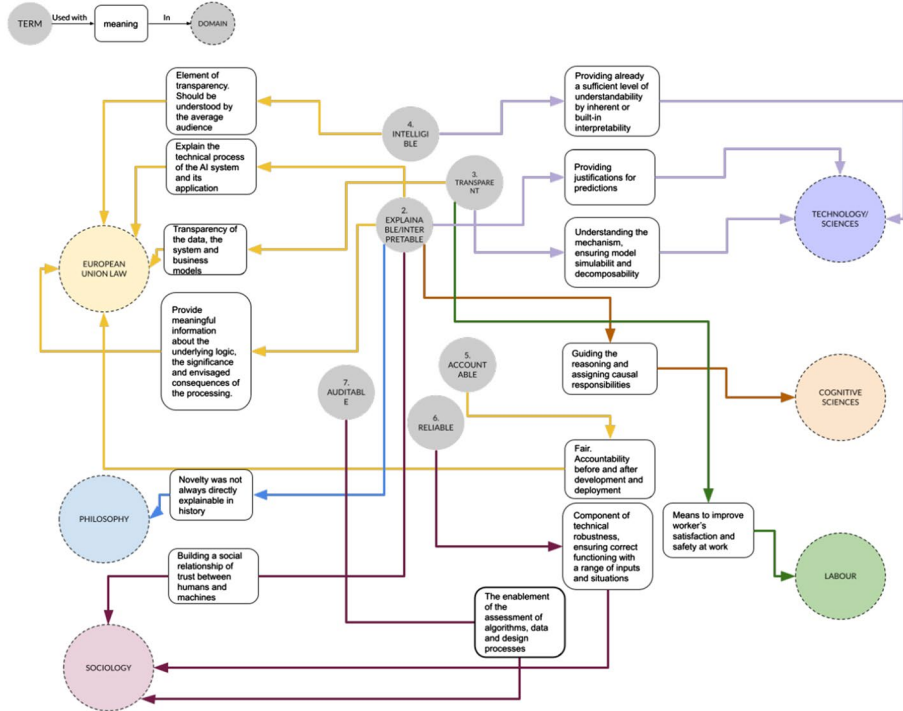 TERM
Used with
meaning
In
DOMAIN
Element of
transparency.
Should be
understood by
the average
audience
4.
INTELLIGI
BLE
Providing already
a sufficient level of
understandability
by inherent or
built-in
interpretability
Explain the
technical process
of the AI system
and its
application
3.
TRANSPARE
NT
Providing
justifications for
predictions
2.
EXPLAINA
BLE/INTER
PRETABLE
TECHNOLOGY/
SCIENCES
Transparency of
the data, the
system and
business
models
Understanding the
mechanism,
ensuring model
simulabilit and
decomposability
EUROPEAN
UNION LAW
Provide
meaningful
information
about the
underlying logic,
the significance
and envisaged
consequences of
the processing.
5.
ACCOUNT
ABLE
Guiding the
reasoning and
assigning causal
responsibilities
7.
AUDITABL
E
COGNITIVE
SCIENCES
6.
RELIABLE
Fair.
Accountability
before and after
development and
deployment
Novelty was not
always directly
explainable in
history
PHILOSOPHY
Component of
technical
robustness,
ensuring correct
functioning with
a range of inputs
and situations
Means to improve
worker's
satisfaction and
safety at work
Building a social
relationship of
trust between
humans and
machines
LABOUR
The enablement
of the
assessment of
algorithms, data
and design
processes
SOCIOLOGY